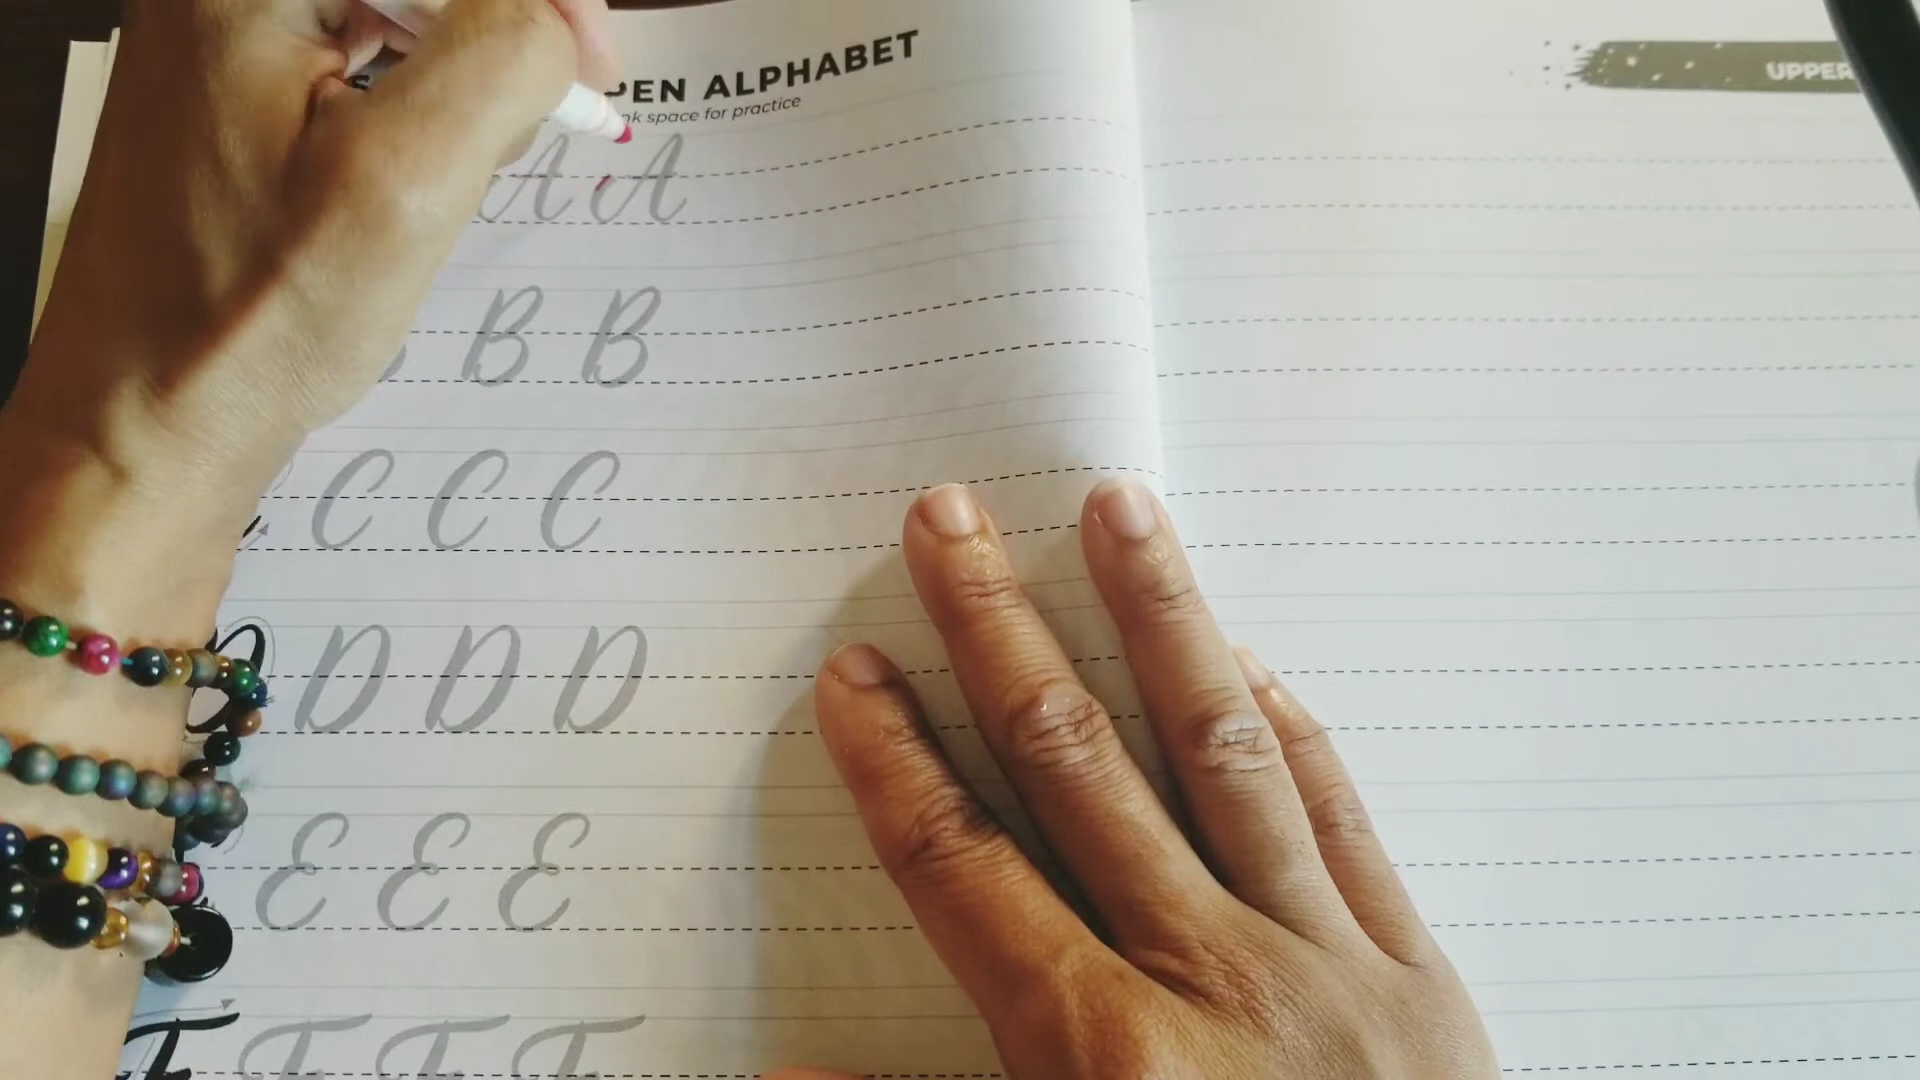 PEN ALPHABET
UPPER
space for practice
A A
B B
C C C
D D D D
E E E
F F F F